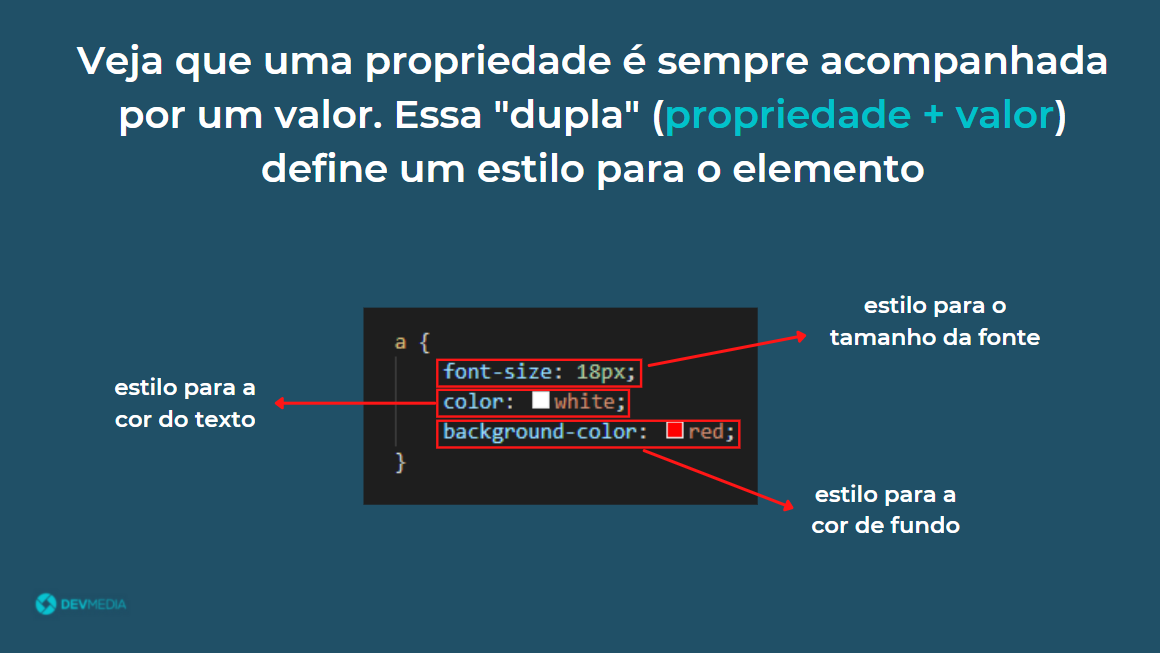 Veja que uma propriedade é sempre acompanhada
por um valor. Essa "dupla" (propriedade + valor)
define um estilo para o elemento
estilo para o
tamanho da fonte
a {
font-size: 18px;
color: white;
background-color: red;
}
estilo para a
cor do texto
estilo para a
cor de fundo
DEVMEDIA